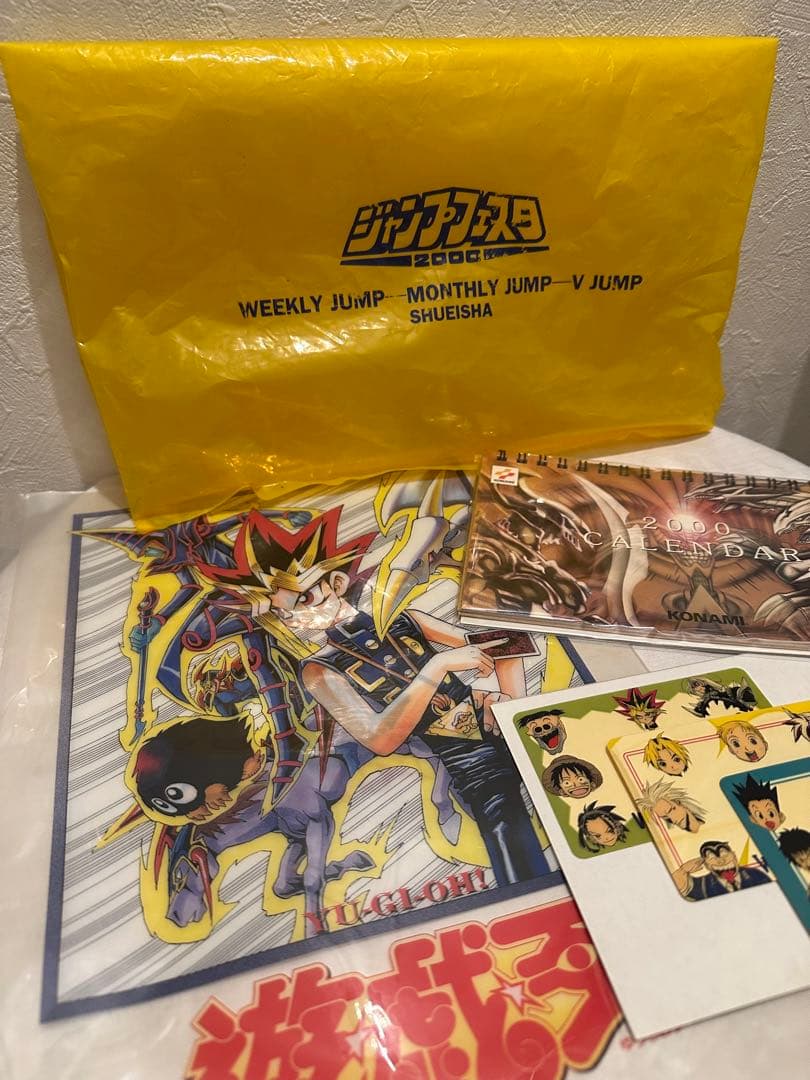 ジャンプフェスタ
2000
WEEKLY JUMP—MONTHLY JUMP—V JUMP
SHUEISHA
2000
CALENDAR
KONAMI
YU-GI-OH!
遊☆戯☆王